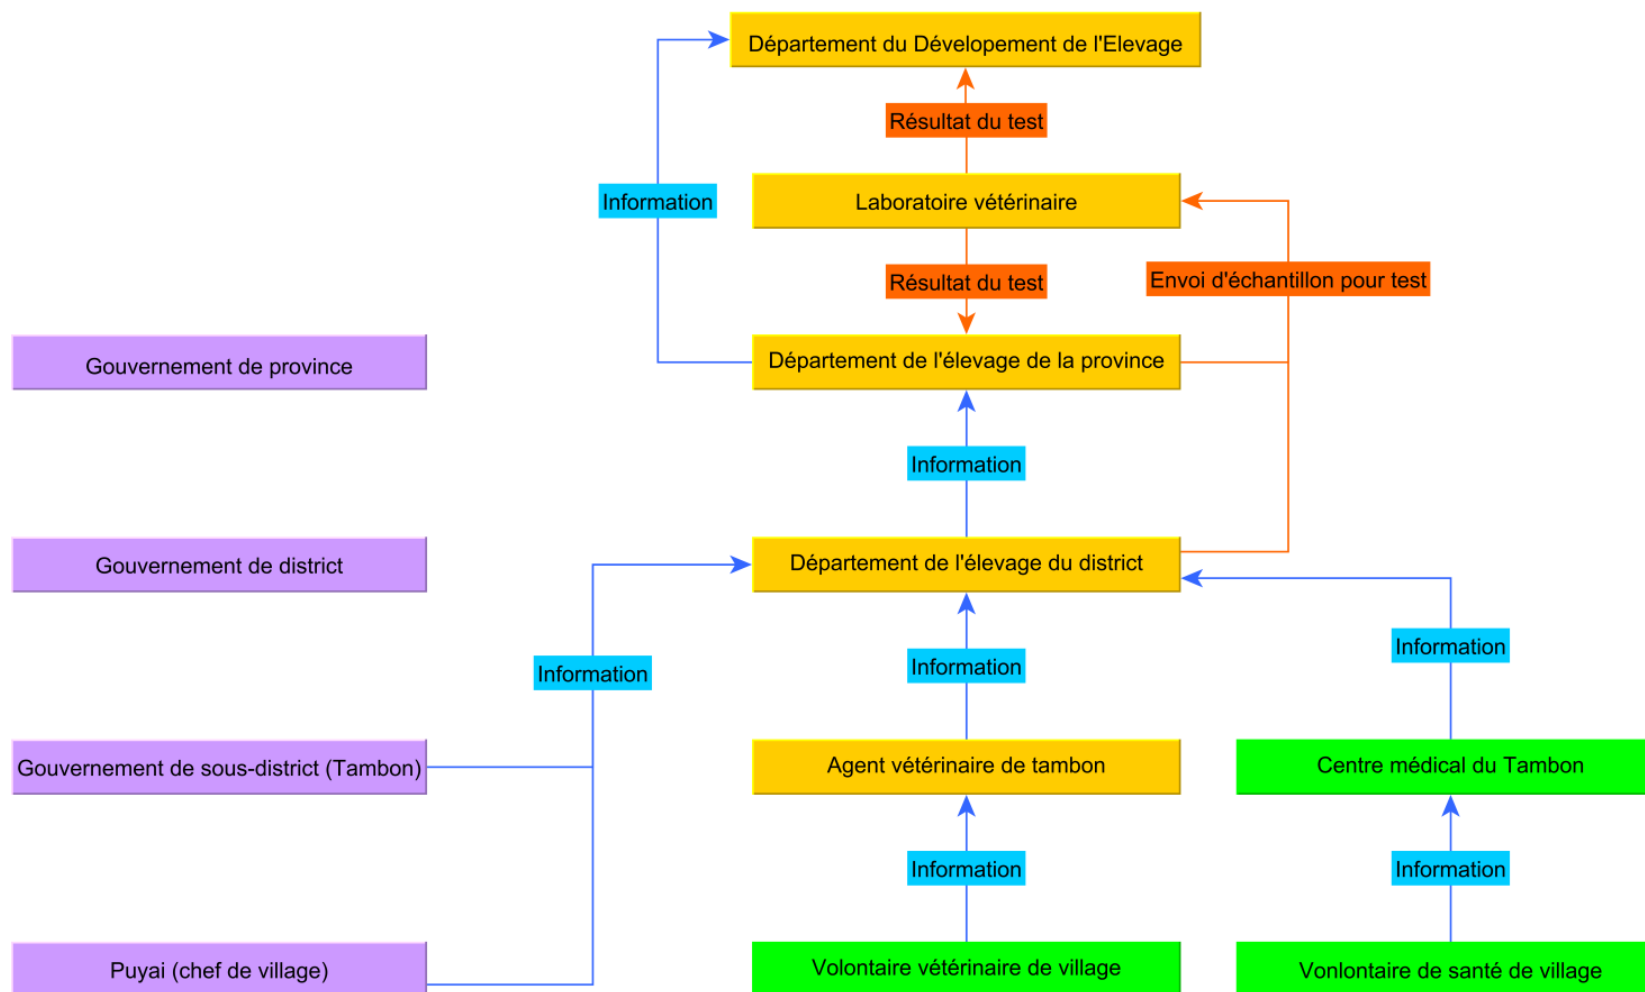 Département du Dévelopement de l'Elevage
Résultat du test
Information
Laboratoire vétérinaire
Résultat du test
Envoi d'échantillon pour test
Gouvernement de province
Département de l'élevage de la province
Information
Gouvernement de district
Département de l'élevage du district
Information
Information
Information
Gouvernement de sous-district (Tambon)
Agent vétérinaire de tambon
Centre médical du Tambon
Information
Information
Puyai (chef de village)
Volontaire vétérinaire de village
Vonlontaire de santé de village